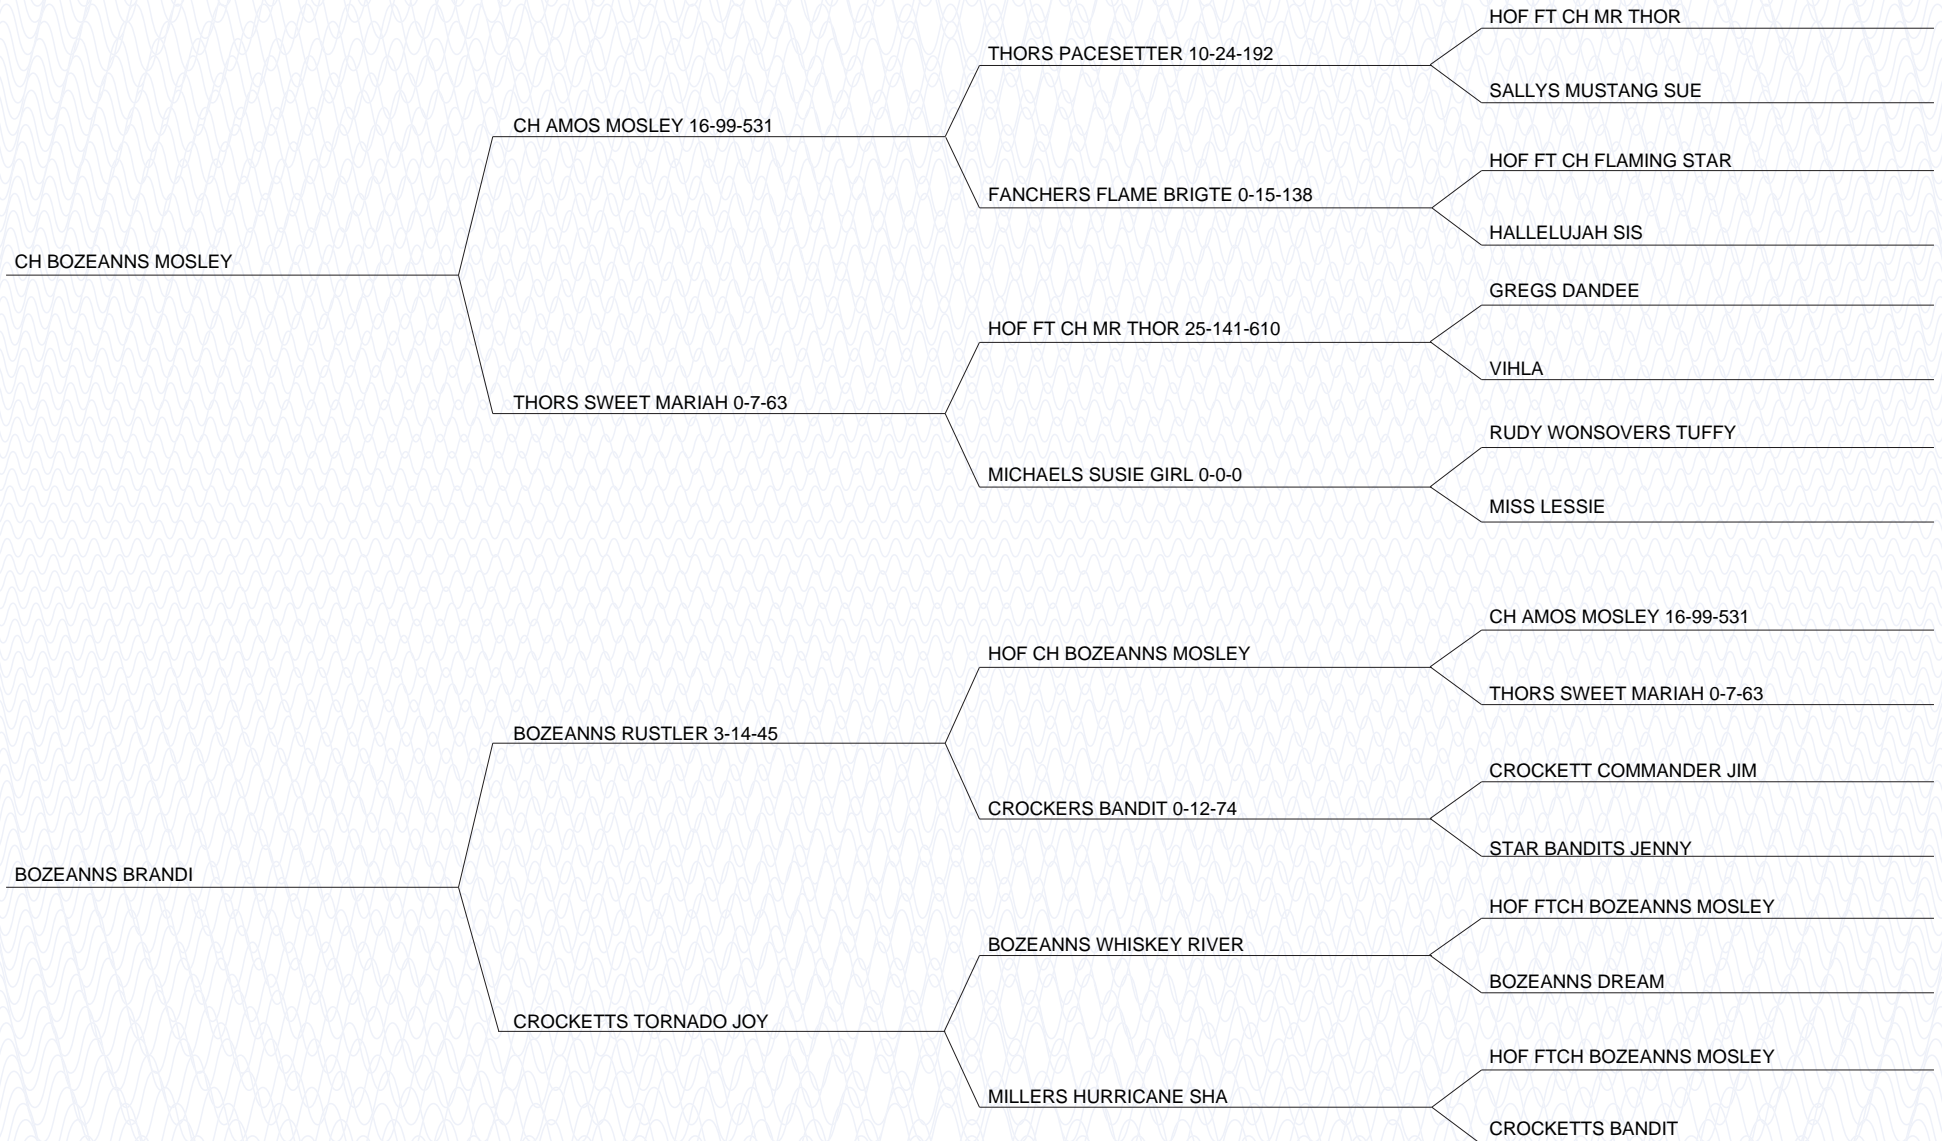 HOF FT CH MR THOR
THORS PACESETTER 10-24-192
SALLYS MUSTANG SUE
CH AMOS MOSLEY 16-99-531
HOF FT CH FLAMING STAR
FANCHERS FLAME BRIGTE 0-15-138
HALLELUJAH SIS
CH BOZEANNS MOSLEY
GREGS DANDEE
HOF FT CH MR THOR 25-141-610
VIHLA
THORS SWEET MARIAH 0-7-63
RUDY WONSOVERS TUFFY
MICHAELS SUSIE GIRL 0-0-0
MISS LESSIE
CH AMOS MOSLEY 16-99-531
HOF CH BOZEANNS MOSLEY
THORS SWEET MARIAH 0-7-63
BOZEANNS RUSTLER 3-14-45
CROCKETT COMMANDER JIM
CROCKERS BANDIT 0-12-74
STAR BANDITS JENNY
BOZEANNS BRANDI
HOF FTCH BOZEANNS MOSLEY
BOZEANNS WHISKEY RIVER
BOZEANNS DREAM
CROCKETTS TORNADO JOY
HOF FTCH BOZEANNS MOSLEY
MILLERS HURRICANE SHA
CROCKETTS BANDIT